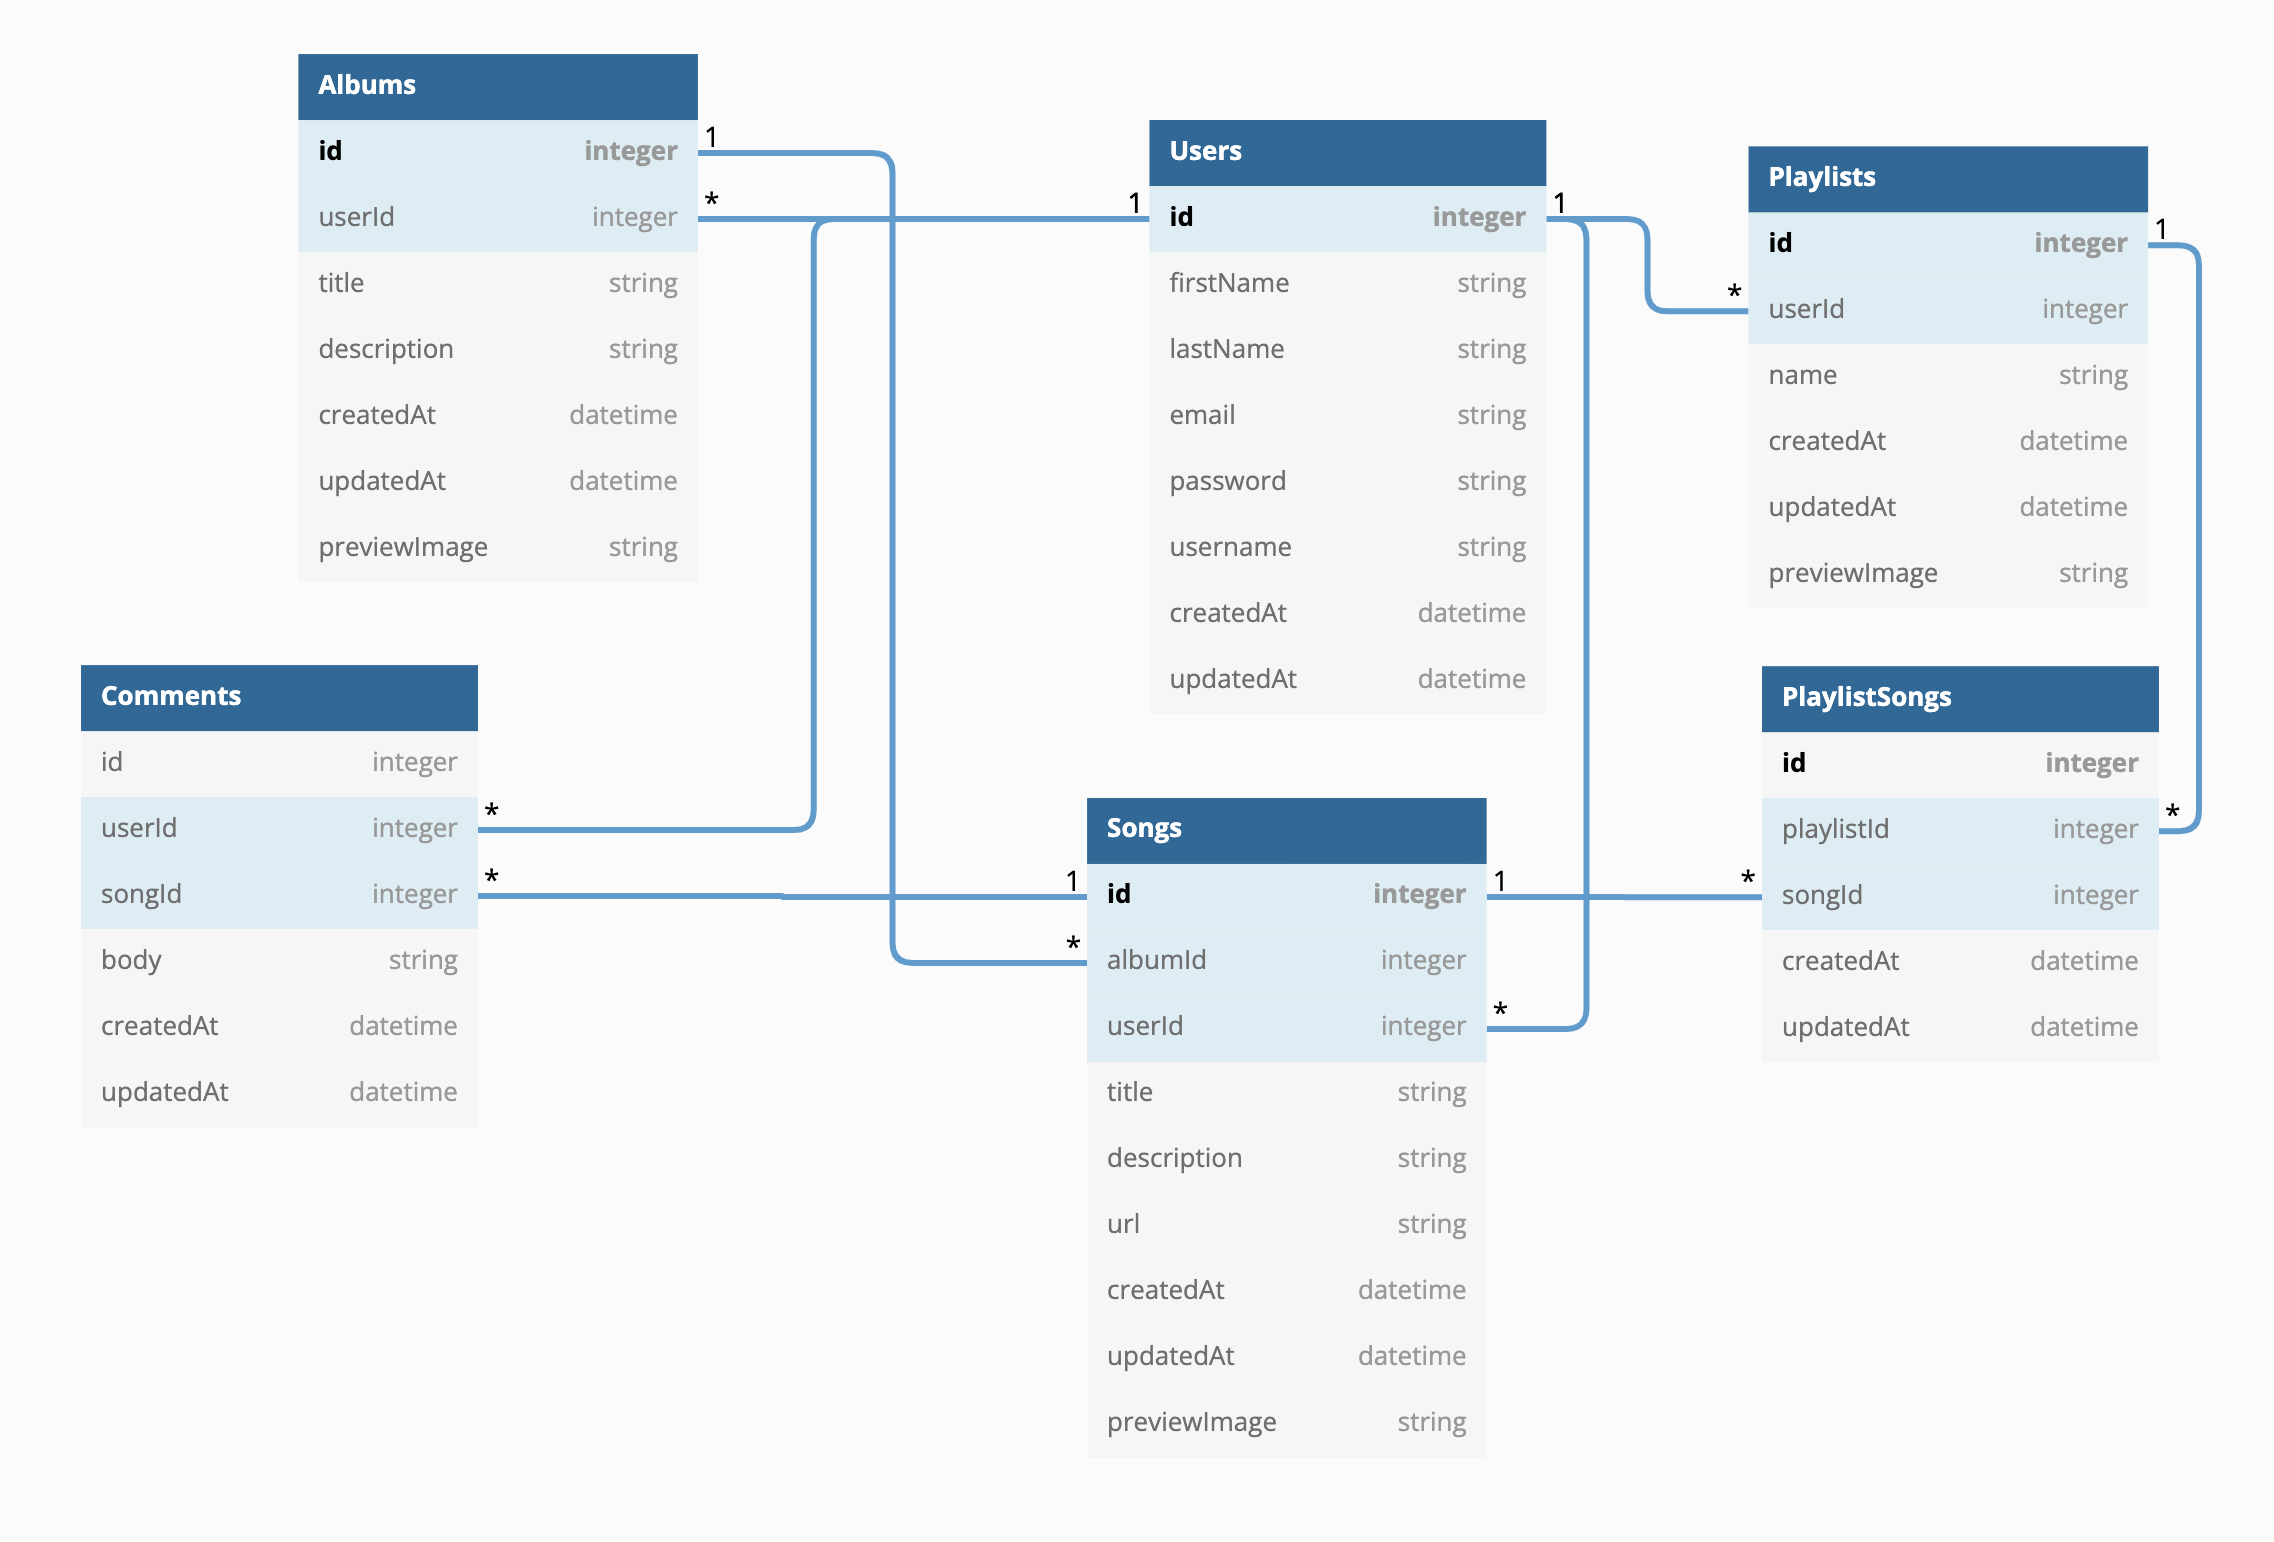 Albums
id integer 1
userId integer *
title string
description string
createdAt datetime
updatedAt datetime
previewImage string
Users
1 id integer 1
firstName string
lastName string
email string
password string
username string
createdAt datetime
updatedAt datetime
Playlists
id integer 1
* userId integer
name string
createdAt datetime
updatedAt datetime
previewImage string
Comments
id integer
userId integer *
songId integer *
body string
createdAt datetime
updatedAt datetime
Songs
1 id integer 1
* albumId integer
userId integer *
title string
description string
url string
createdAt datetime
updatedAt datetime
previewImage string
PlaylistSongs
id integer
playlistId integer *
* songId integer
createdAt datetime
updatedAt datetime